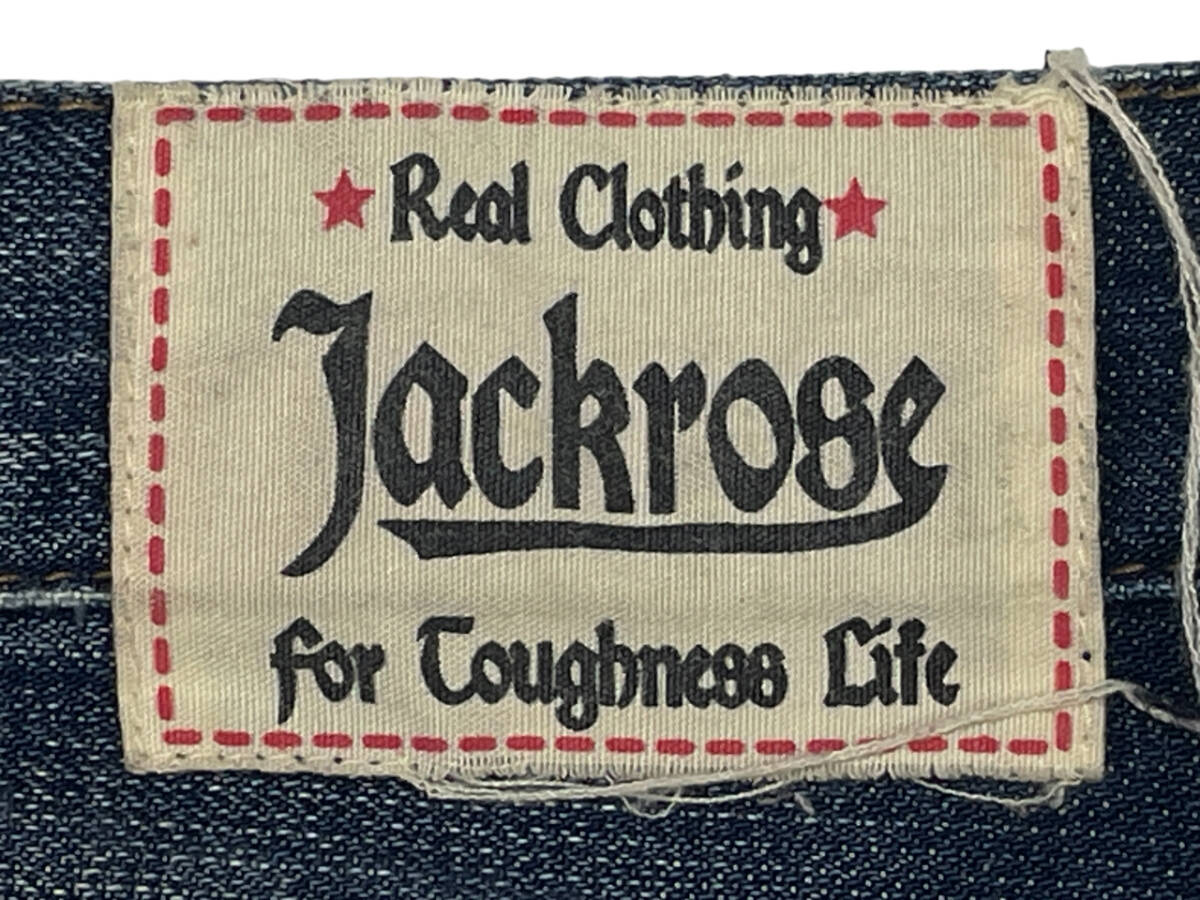 Real Clothing
Jackrose
for Toughness Life